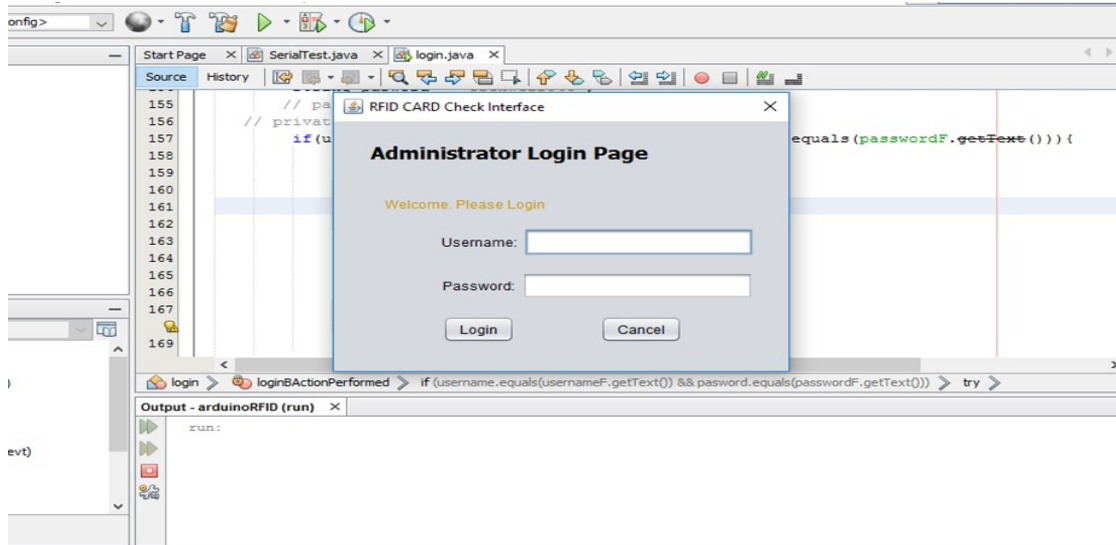 onfig>
Start Page SerialTest.java login.java
Source History
155 // pa
156 // privat
157 if(u equals(passwordF.getText())){
158
159
160
161
162
163
164
165
166
167
169
RFID CARD Check Interface
Administrator Login Page
Welcome. Please Login
Username:
Password:
Login Cancel
login loginBActionPerformed if (username.equals(usernameF.getText()) && pasword.equals(passwordF.getText())) try
Output - arduinoRFID (run)
run:
evt)